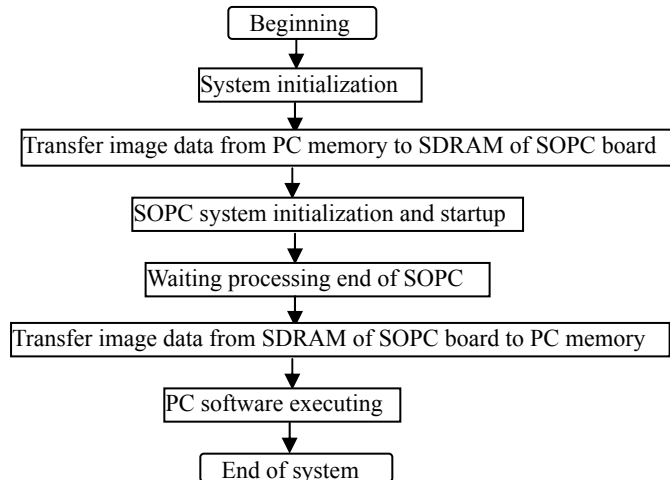 Beginning
System initialization
Transfer image data from PC memory to SDRAM of SOPC board
SOPC system initialization and startup
Waiting processing end of SOPC
Transfer image data from SDRAM of SOPC board to PC memory
PC software executing
End of system